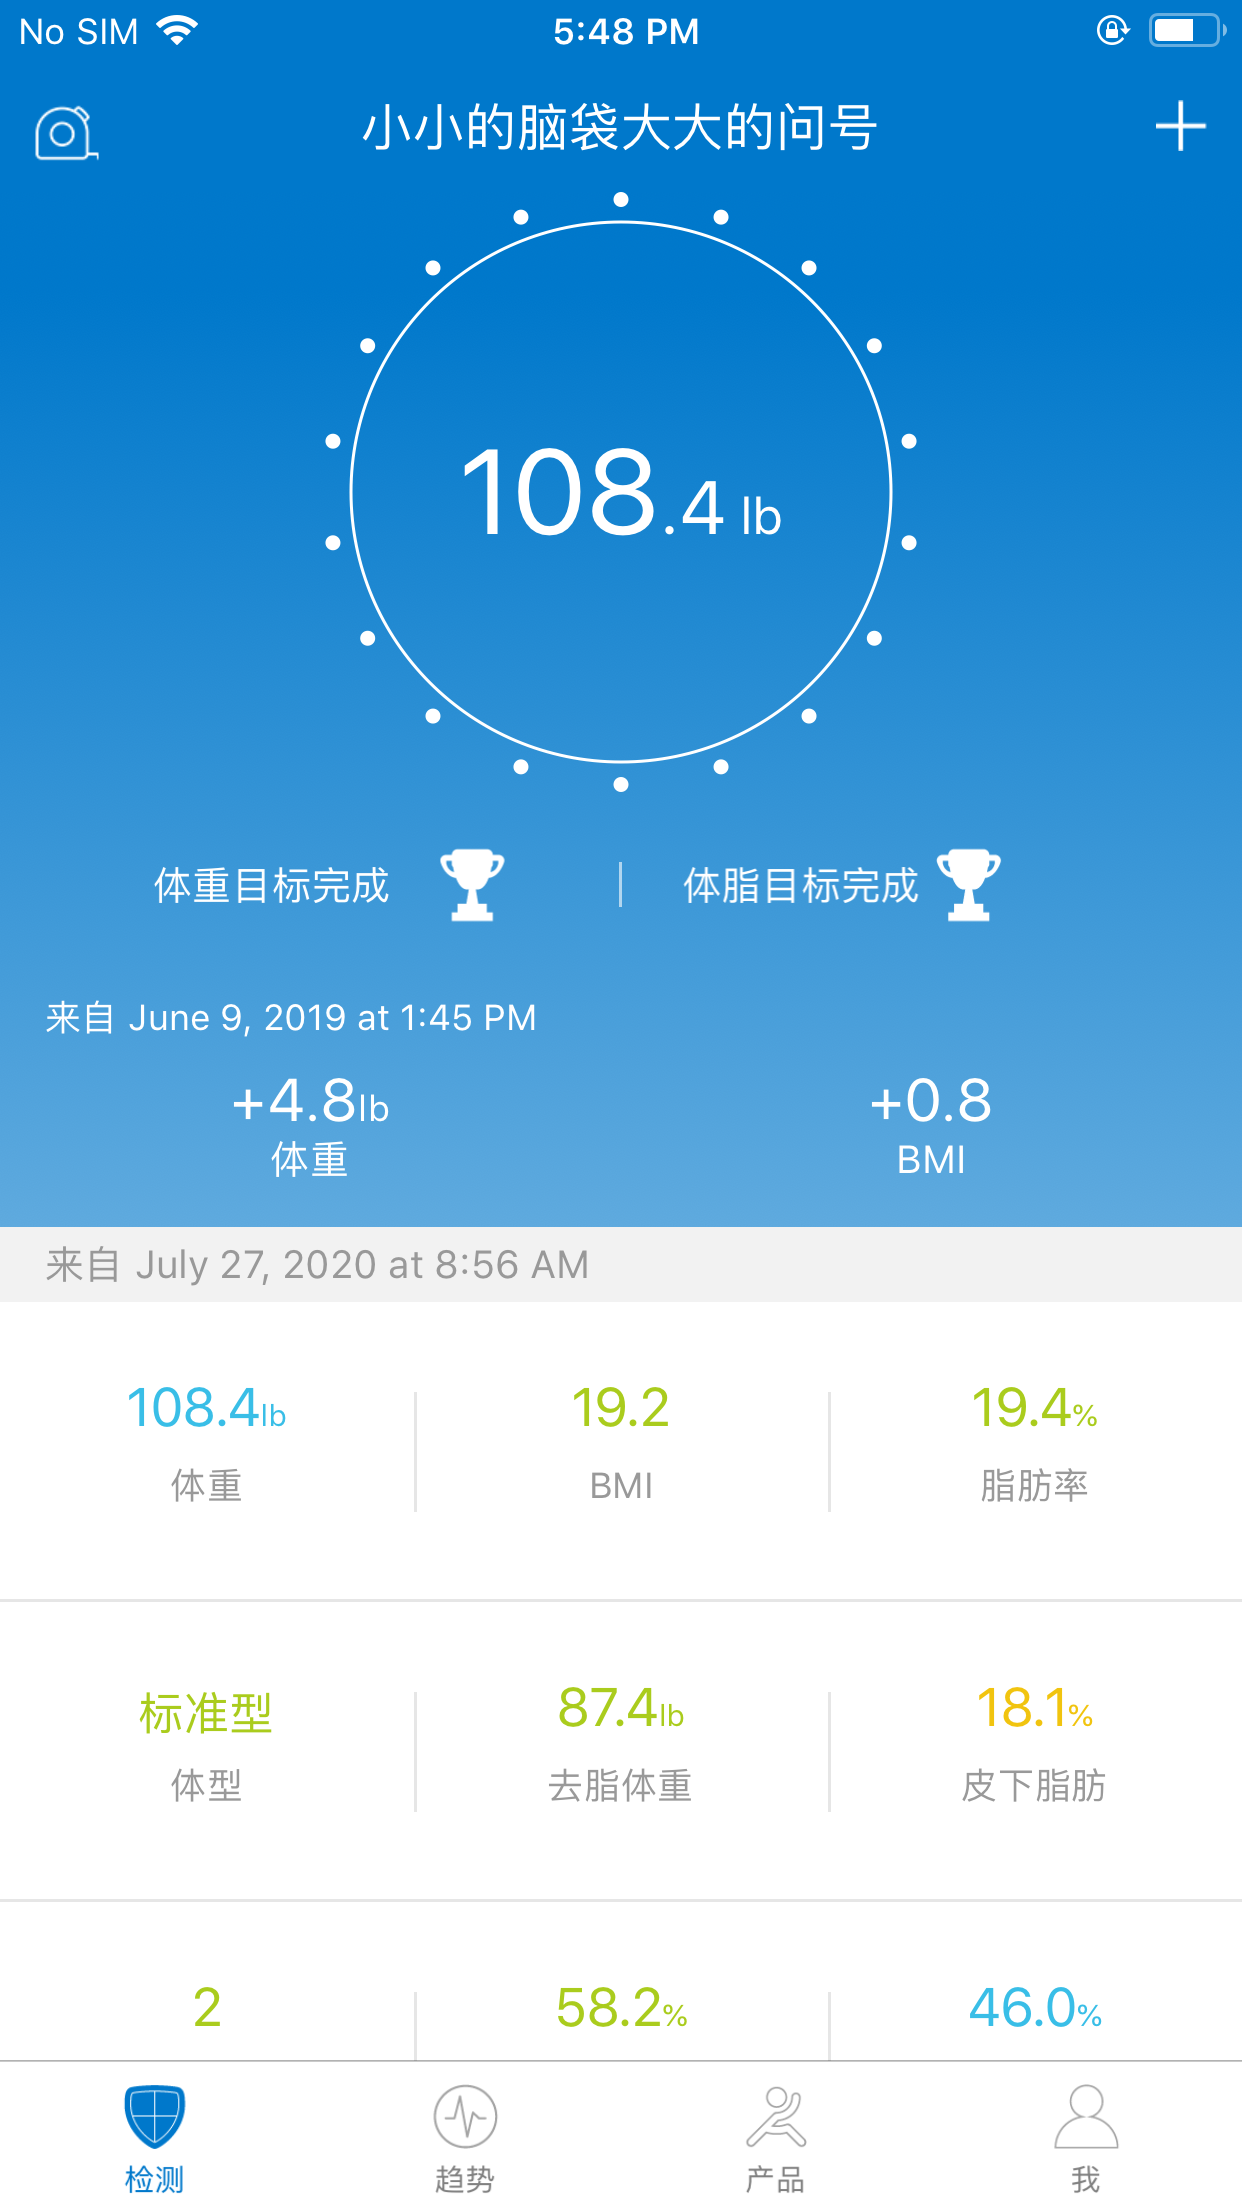 No SIM 5:48 PM
小小的脑袋大大的问号
108.4 lb
体重目标完成 体脂目标完成
来自 June 9, 2019 at 1:45 PM
+4.8lb +0.8
体重 BMI
来自 July 27, 2020 at 8:56 AM
108.4lb 19.2 19.4%
体重 BMI 脂肪率
标准型 87.4lb 18.1%
体型 去脂体重 皮下脂肪
2 58.2% 46.0%
检测 趋势 产品 我